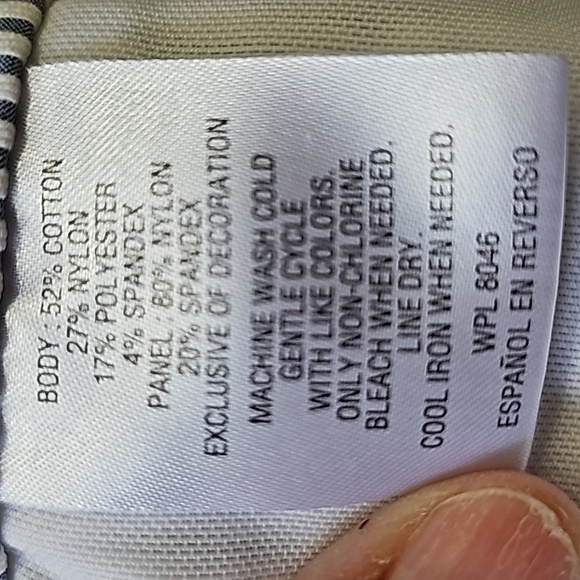 BODY : 52% COTTON
27% NYLON
17% POLYESTER
4% SPANDEX
PANEL : 80% NYLON
20% SPANDEX
EXCLUSIVE OF DECORATION
MACHINE WASH COLD
GENTLE CYCLE
WITH LIKE COLORS.
ONLY NON-CHLORINE
BLEACH WHEN NEEDED.
LINE DRY.
COOL IRON WHEN NEEDED.
WPL 8046
ESPAÑOL EN REVERSO